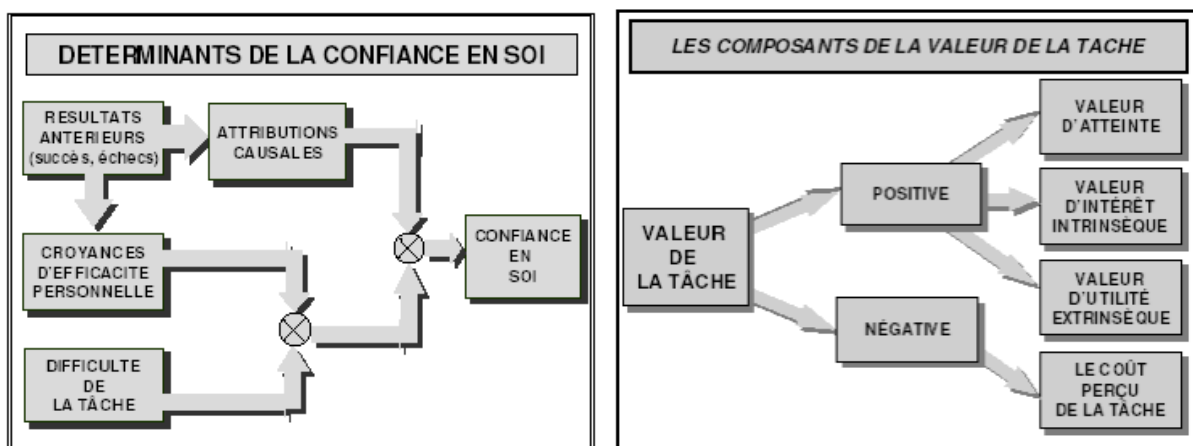 DETERMINANTS DE LA CONFIANCE EN SOI
RESULTATS
ANTERIEURS
(succès, échecs)
ATTRIBUTIONS
CAUSALES
CROYANCES
D'EFFICACITE
PERSONNELLE
CONFIANCE
EN
SOI
DIFFICULTE
DE
LA TÂCHE
LES COMPOSANTS DE LA VALEUR DE LA TACHE
VALEUR
DE
LA TÂCHE
POSITIVE
NÉGATIVE
VALEUR
D'ATTEINTE
VALEUR
D'INTÉRÊT
INTRINSÈQUE
VALEUR
D'UTILITÉ
EXTRINSÈQUE
LE COÛT
PERÇU
DE LA TÂCHE